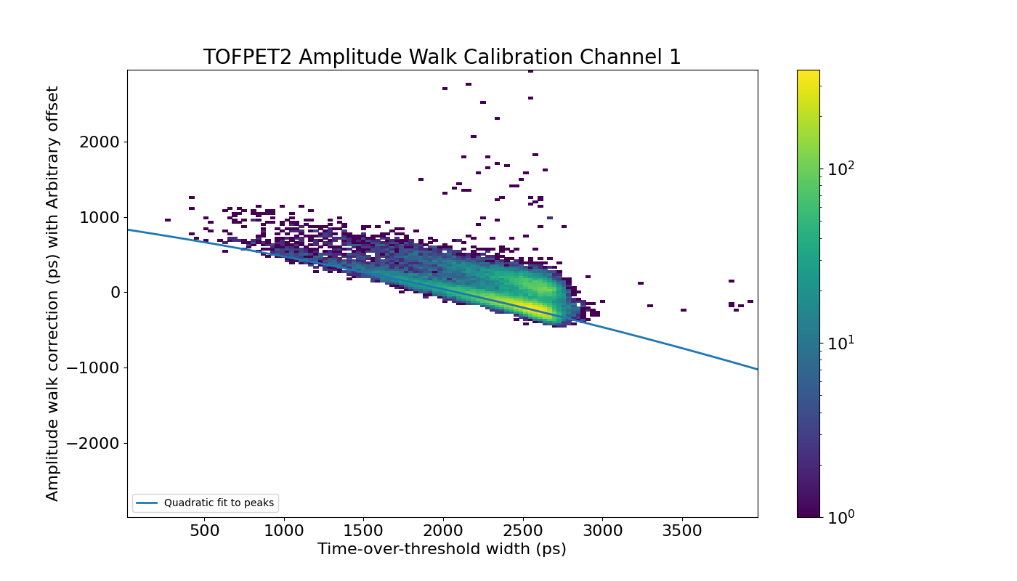 TOFPET2 Amplitude Walk Calibration Channel 1
Amplitude walk correction (ps) with Arbitrary offset
2000
1000
0
−1000
−2000
Quadratic fit to peaks
500 1000 1500 2000 2500 3000 3500
Time-over-threshold width (ps)
10²
10¹
10⁰